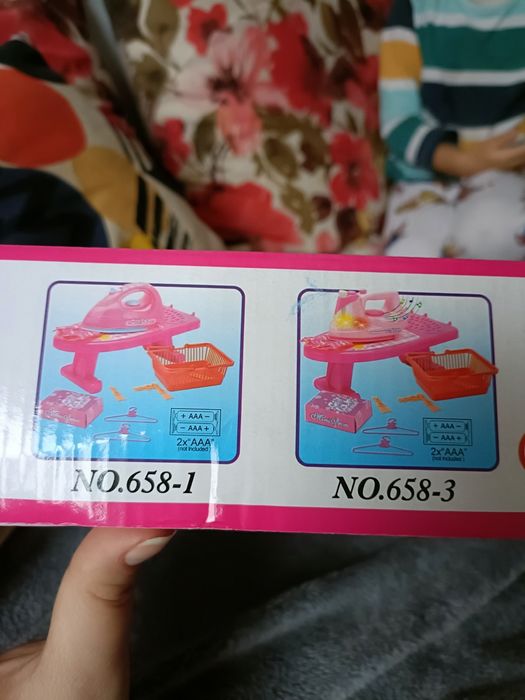 + AAA −
− AAA +
2x"AAA"
(not included)
NO.658-1
+ AAA −
− AAA +
2x"AAA"
(not included)
NO.658-3